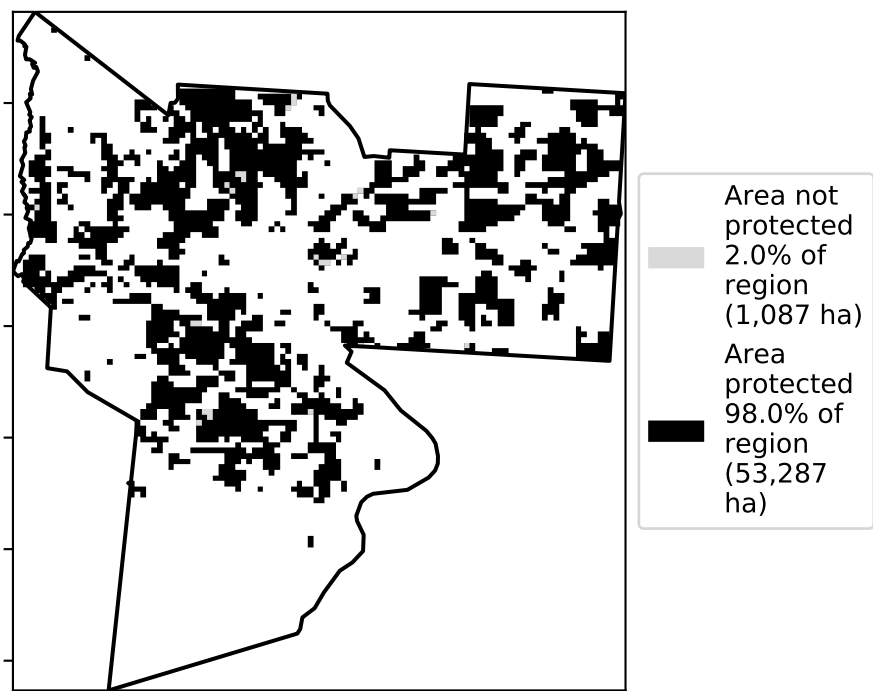 Area not
protected
2.0% of
region
(1,087 ha)
Area
protected
98.0% of
region
(53,287
ha)